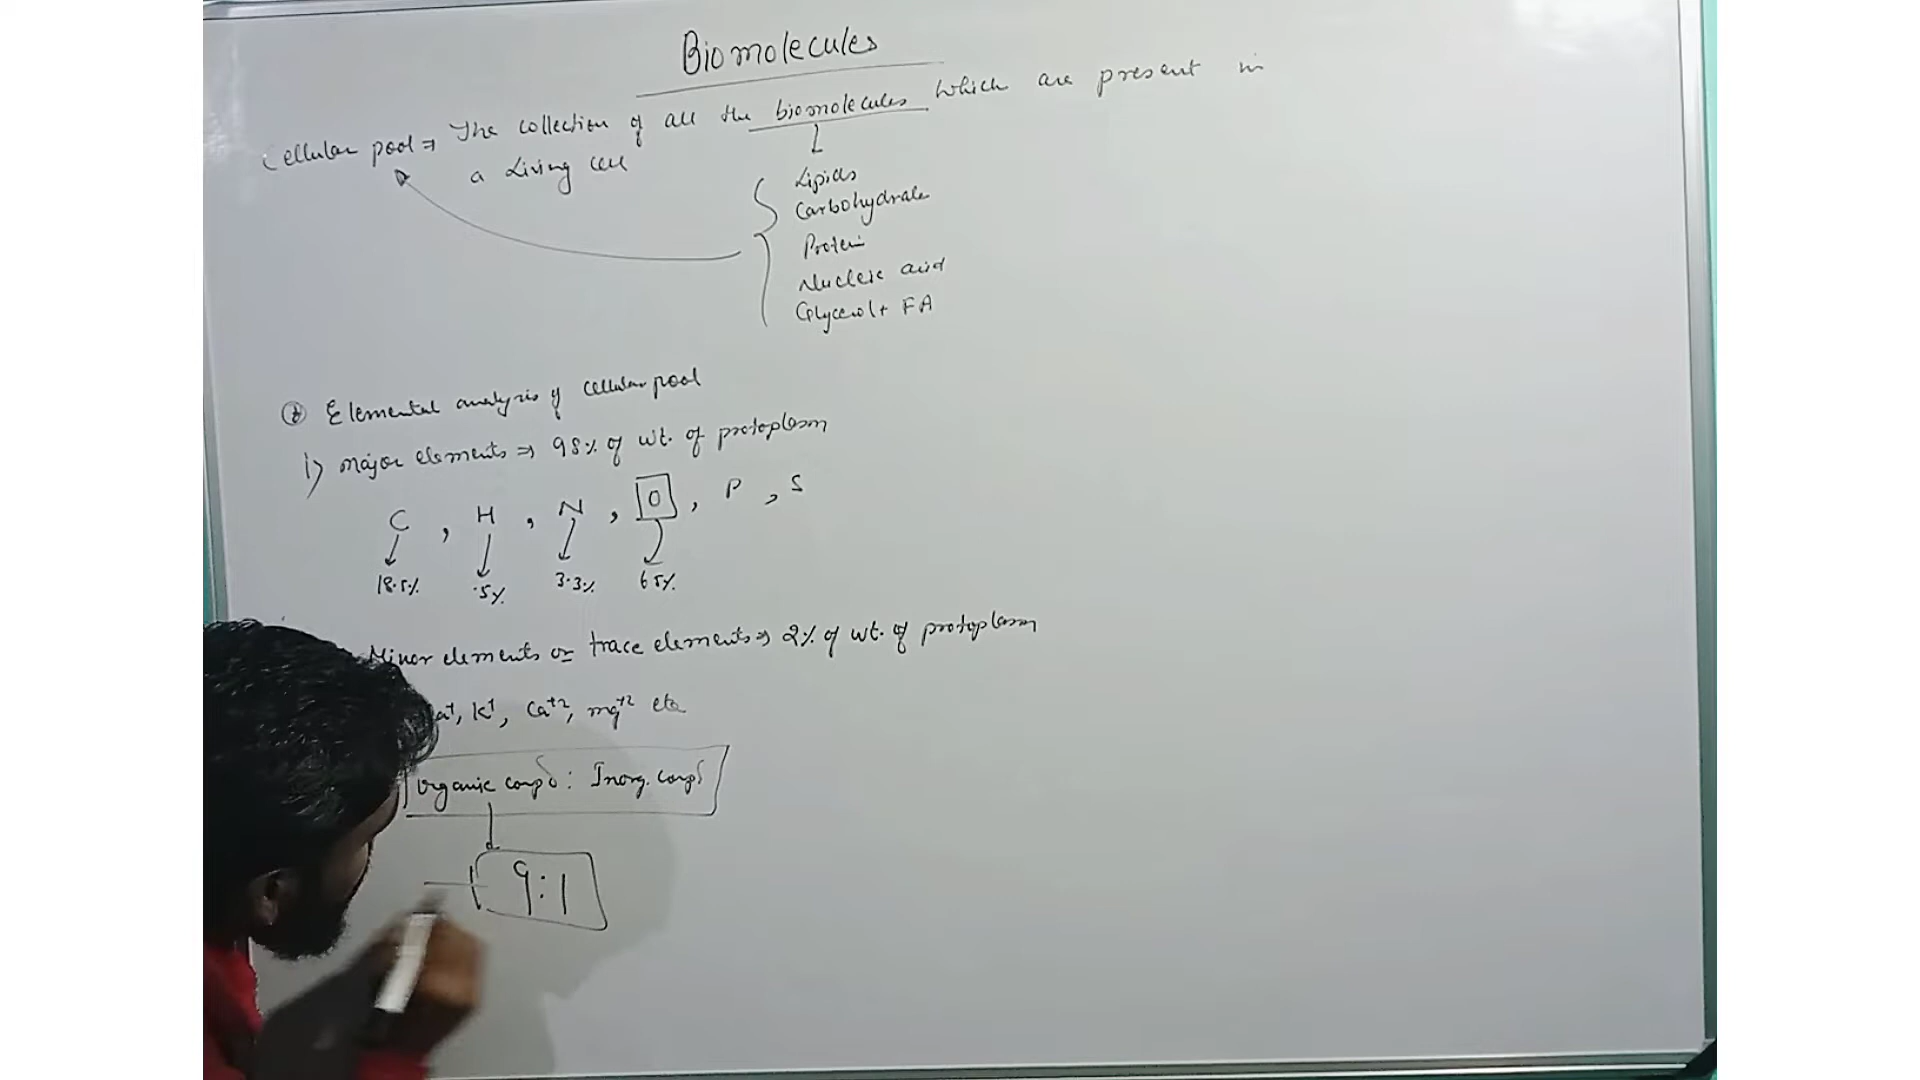 Biomolecules
Cellular pool ⇒ The collection of all the biomolecules which are present in
a Living cell
Lipids
Carbohydrate
Protein
Nucleic acid
Glycerol + FA
Elemental analysis of cellular pool
i) Major elements ⇒ 98% of wt. of protoplasm
C, H, N, O, P, S
18.5% .5% 3.3% 65%
Minor elements or trace elements ⇒ 2% of wt. of protoplasm
a⁺, K⁺, Ca⁺², mg⁺² etc
Organic compd: Inorg. compd
9:1